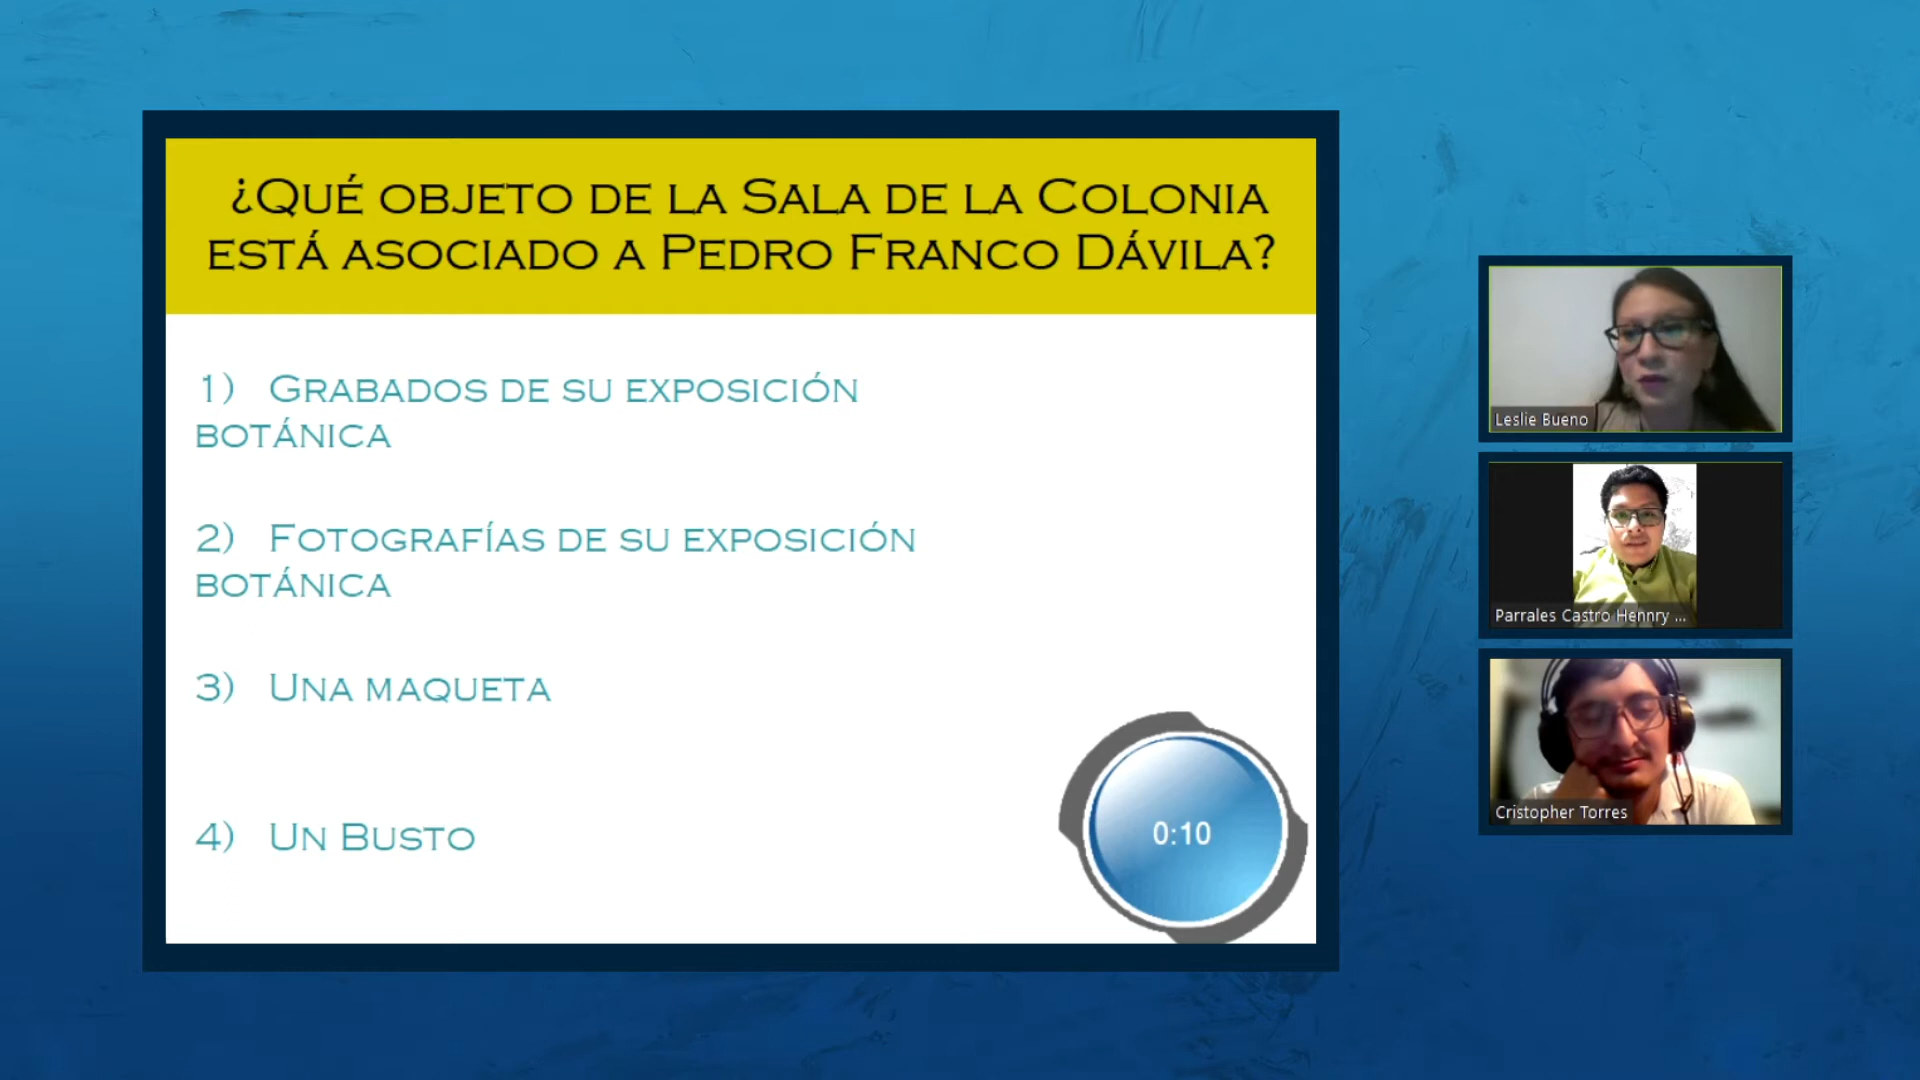 ¿Qué objeto de la Sala de la Colonia
está asociado a Pedro Franco Dávila?
1) Grabados de su exposición
botánica
2) Fotografías de su exposición
botánica
3) Una maqueta
4) Un Busto
0:10
Leslie Bueno
Parrales Castro Hennry ...
Cristopher Torres